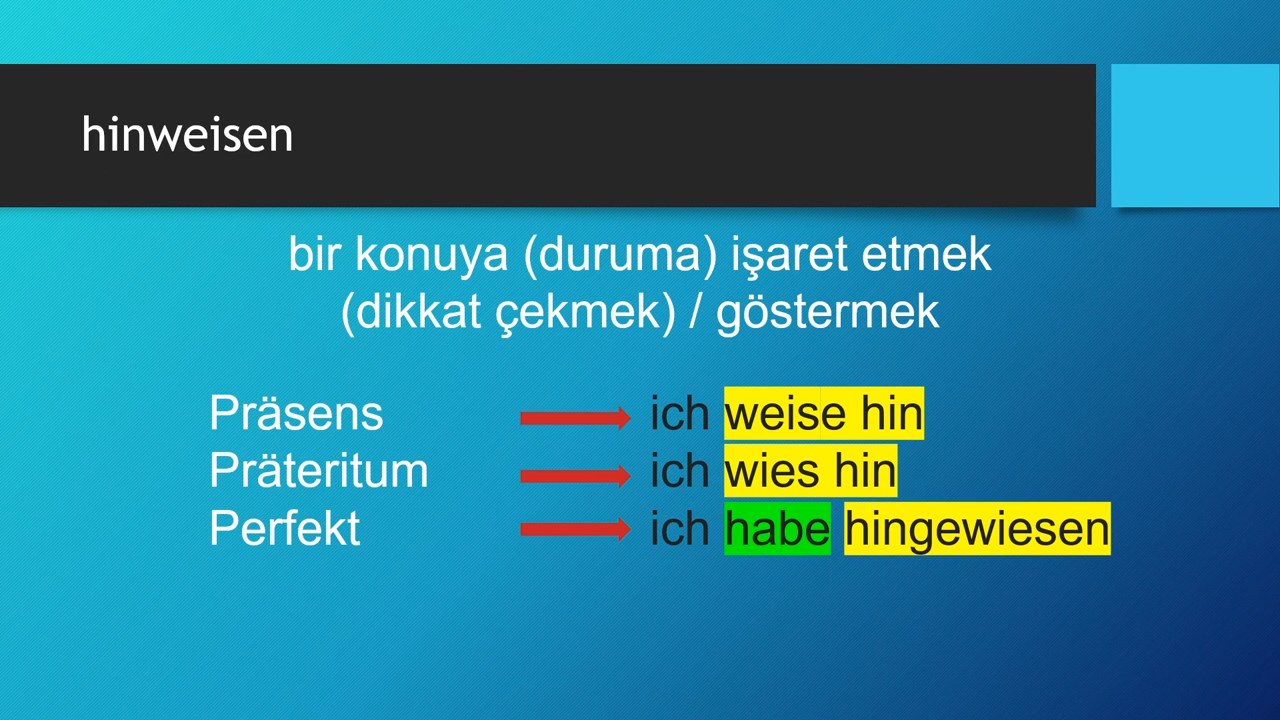 hinweisen
bir konuya (duruma) işaret etmek
(dikkat çekmek) / göstermek
Präsens ich weise hin
Präteritum ich wies hin
Perfekt ich habe hingewiesen